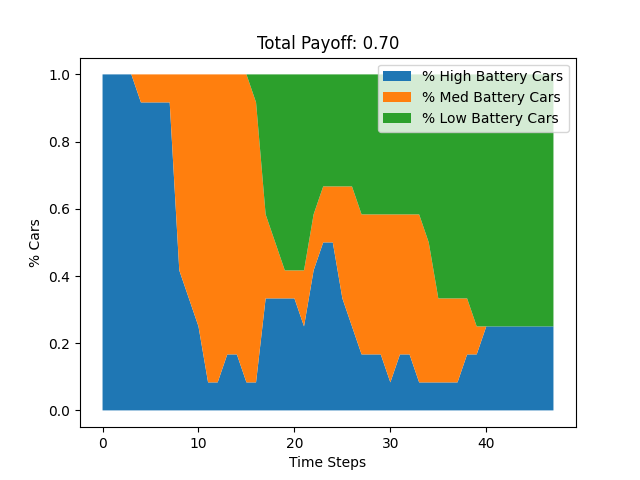 Total Payoff: 0.70
% High Battery Cars
% Med Battery Cars
% Low Battery Cars
1.0
0.8
0.6
0.4
0.2
0.0
% Cars
0 10 20 30 40
Time Steps